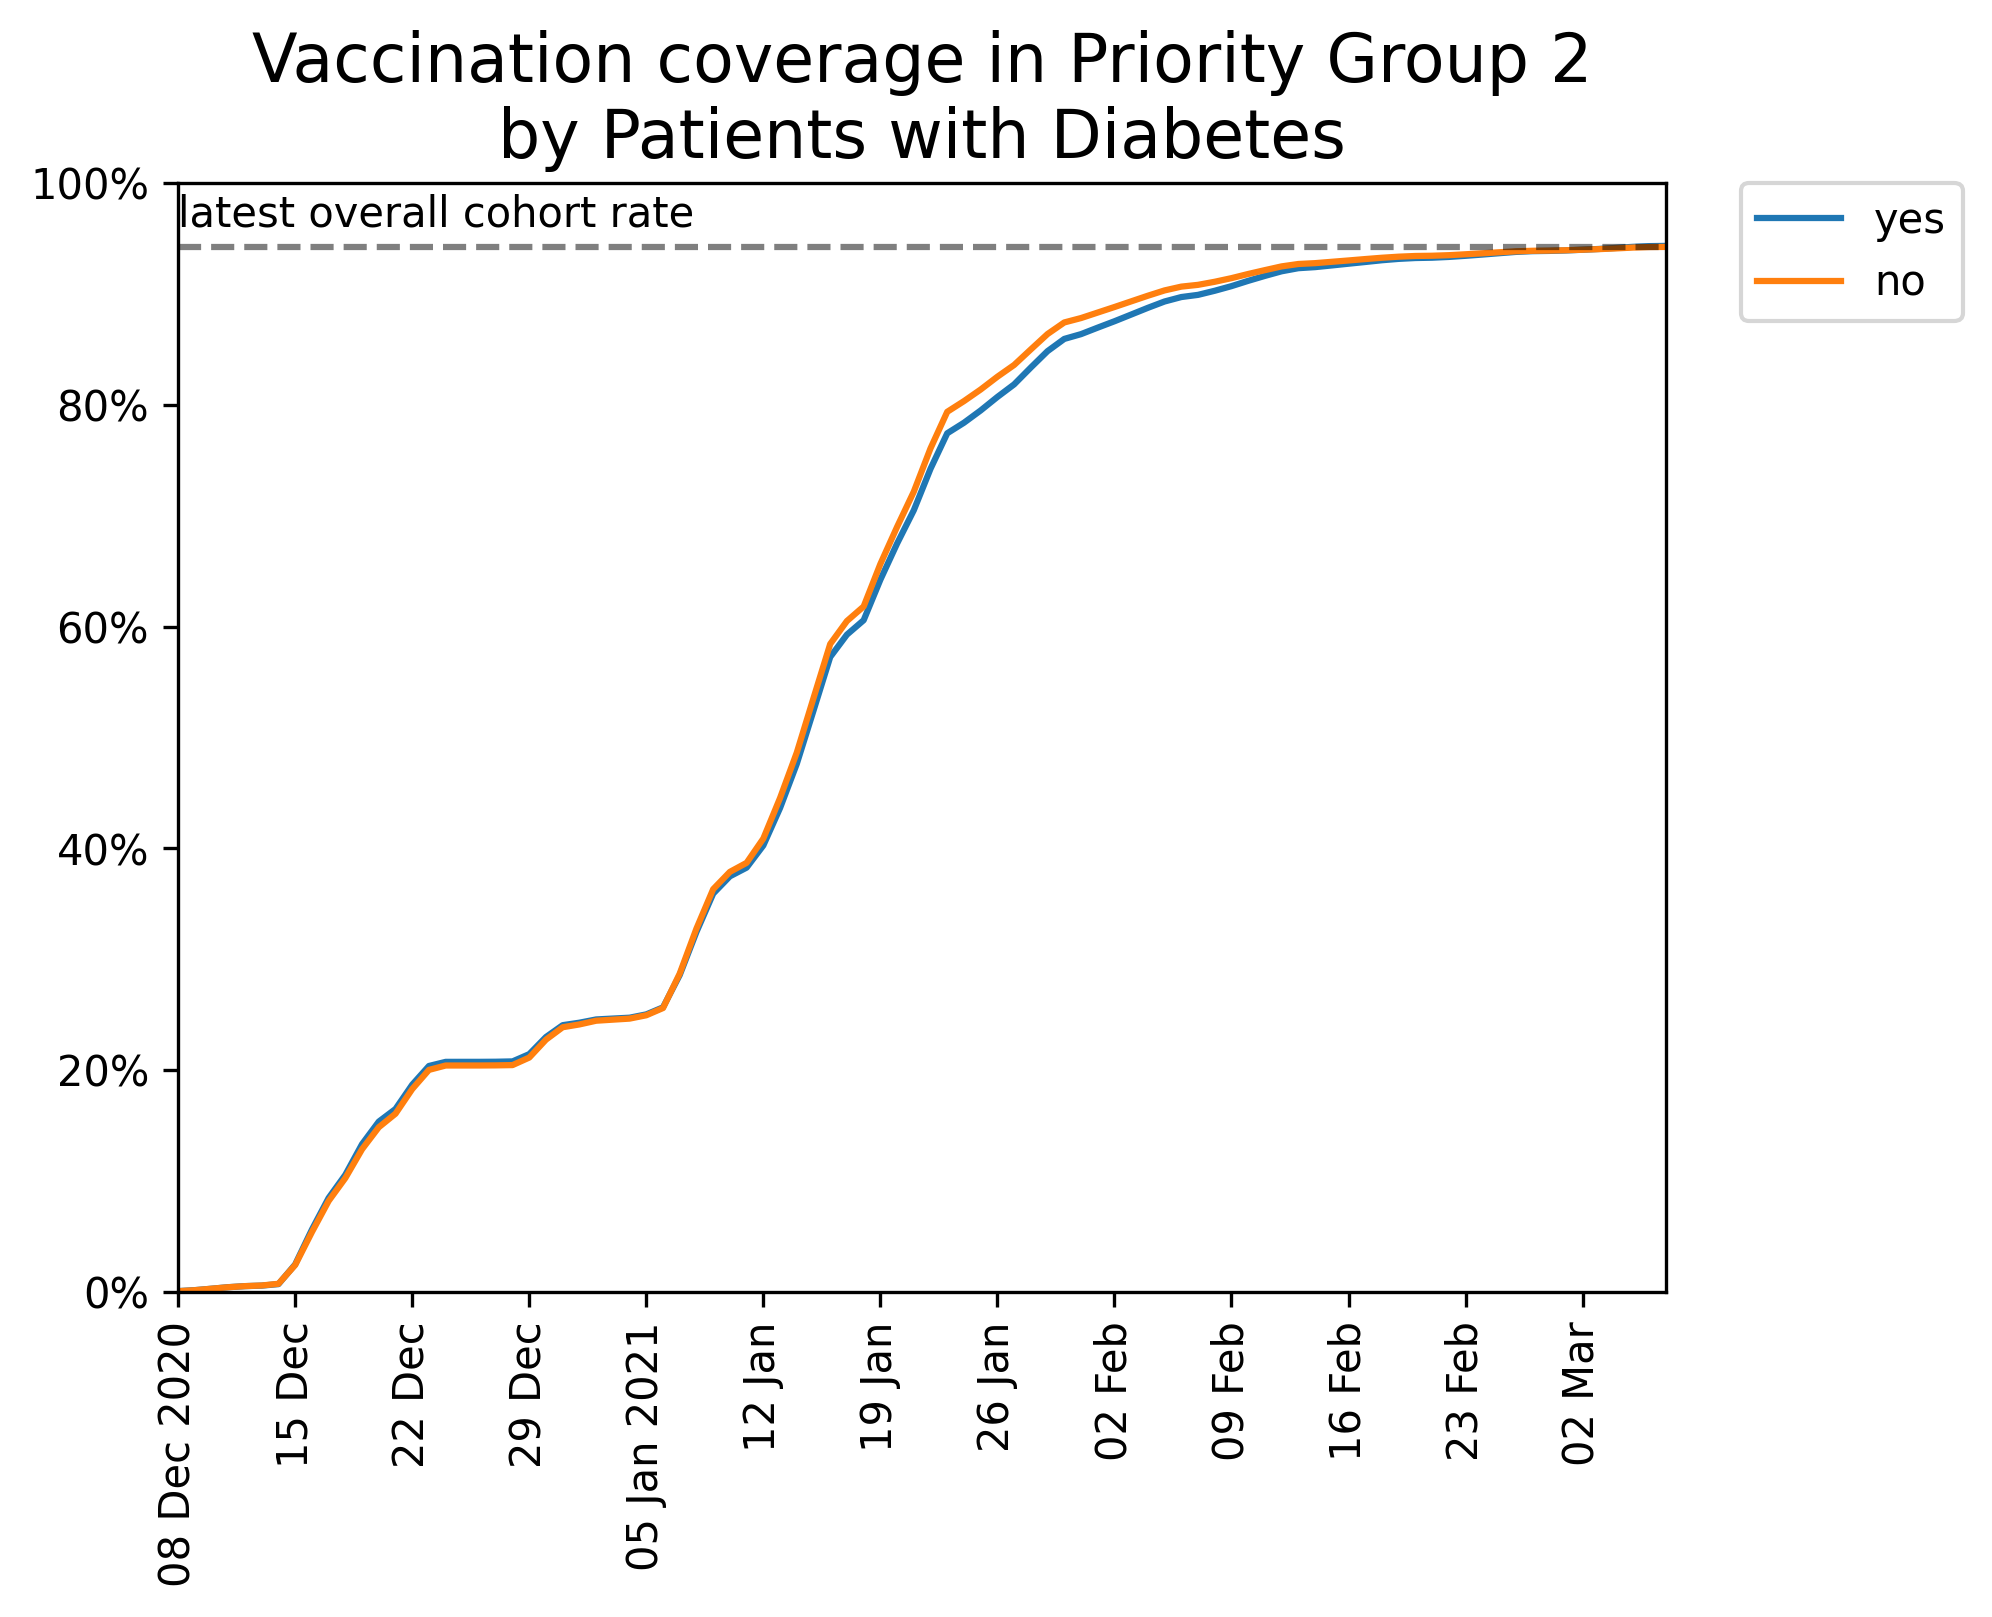 Vaccination coverage in Priority Group 2
by Patients with Diabetes
100%
80%
60%
40%
20%
0%
latest overall cohort rate
yes
no
08 Dec 2020
15 Dec
22 Dec
29 Dec
05 Jan 2021
12 Jan
19 Jan
26 Jan
02 Feb
09 Feb
16 Feb
23 Feb
02 Mar